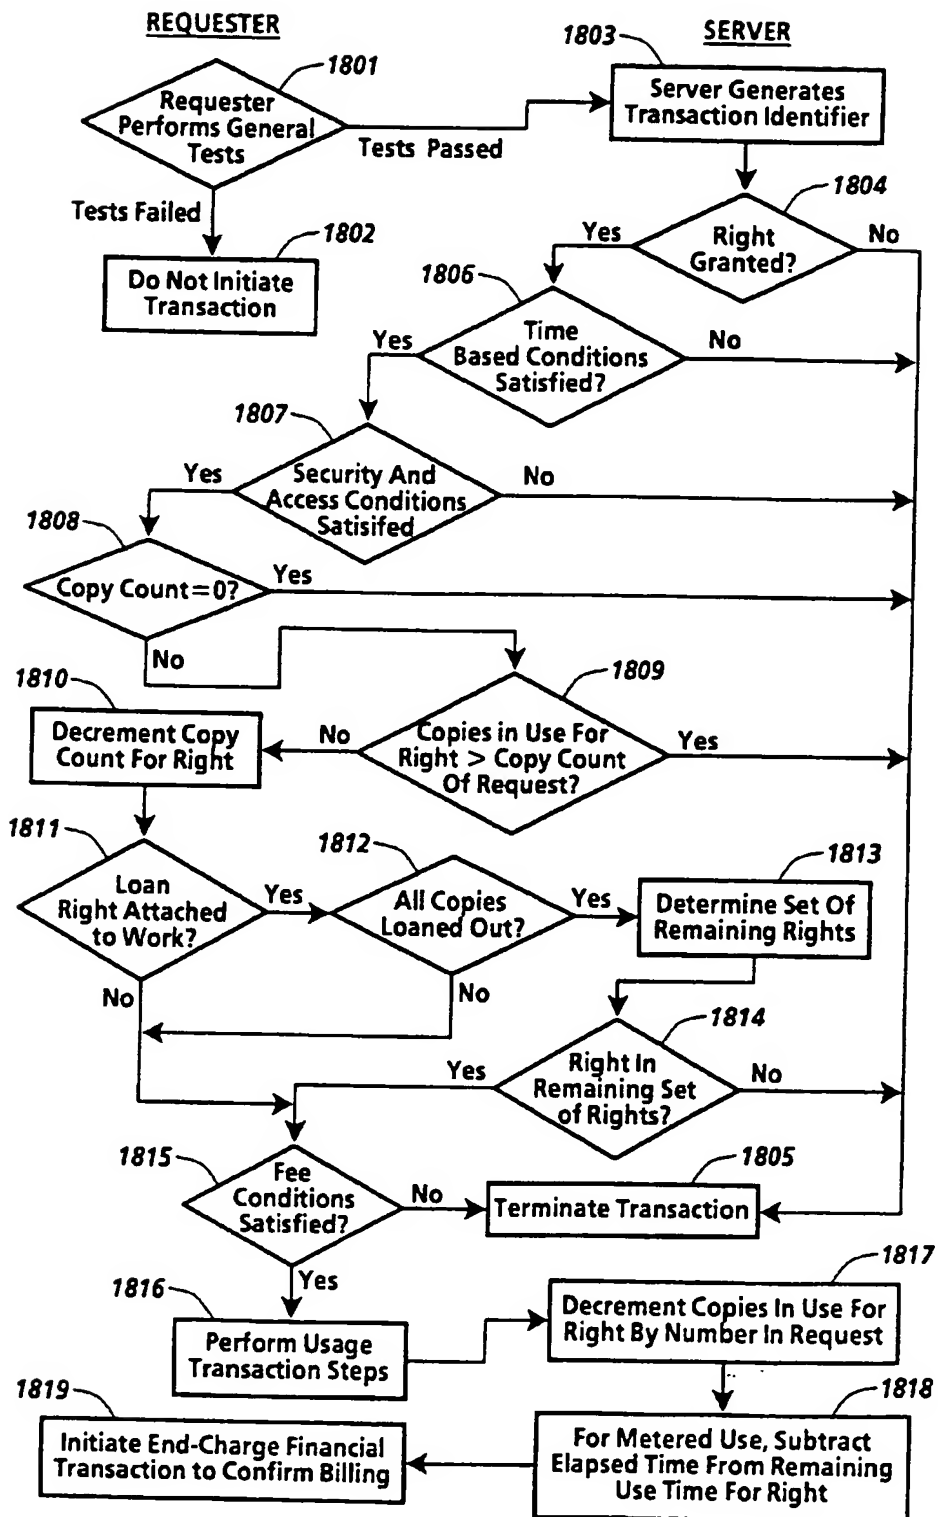 REQUESTER
SERVER
1801
1803
Requester
Performs General
Tests
Server Generates
Transaction Identifier
Tests Passed
Tests Failed
1802
1804
Do Not Initiate
Transaction
Right
Granted?
Yes
No
1806
Time
Based Conditions
Satisfied?
Yes
No
1807
Security And
Access Conditions
Satisifed
Yes
No
1808
Copy Count=0?
Yes
No
1809
Copies in Use For
Right > Copy Count
Of Request?
No
Yes
1810
Decrement Copy
Count For Right
1811
Loan
Right Attached
to Work?
Yes
No
1812
All Copies
Loaned Out?
Yes
No
1813
Determine Set Of
Remaining Rights
1814
Right In
Remaining Set
of Rights?
Yes
No
1815
Fee
Conditions
Satisfied?
No
Yes
1805
Terminate Transaction
1816
Perform Usage
Transaction Steps
1817
Decrement Copies In Use For
Right By Number In Request
1818
For Metered Use, Subtract
Elapsed Time From Remaining
Use Time For Right
1819
Initiate End-Charge Financial
Transaction to Confirm Billing